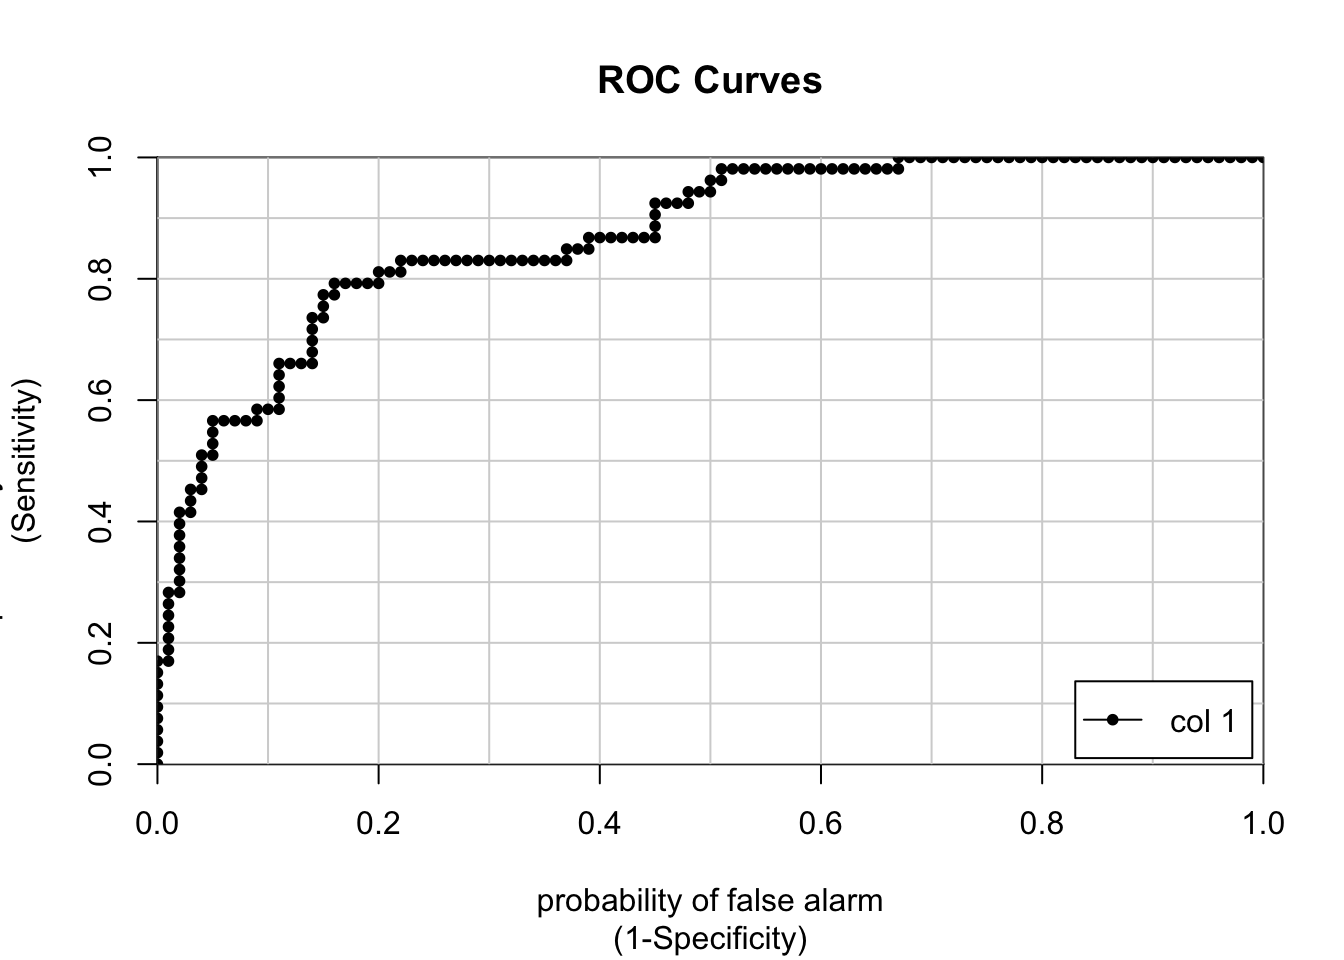 ROC Curves
(Sensitivity)
1.0
0.8
0.6
0.4
0.2
0.0
col 1
0.0 0.2 0.4 0.6 0.8 1.0
probability of false alarm
(1-Specificity)